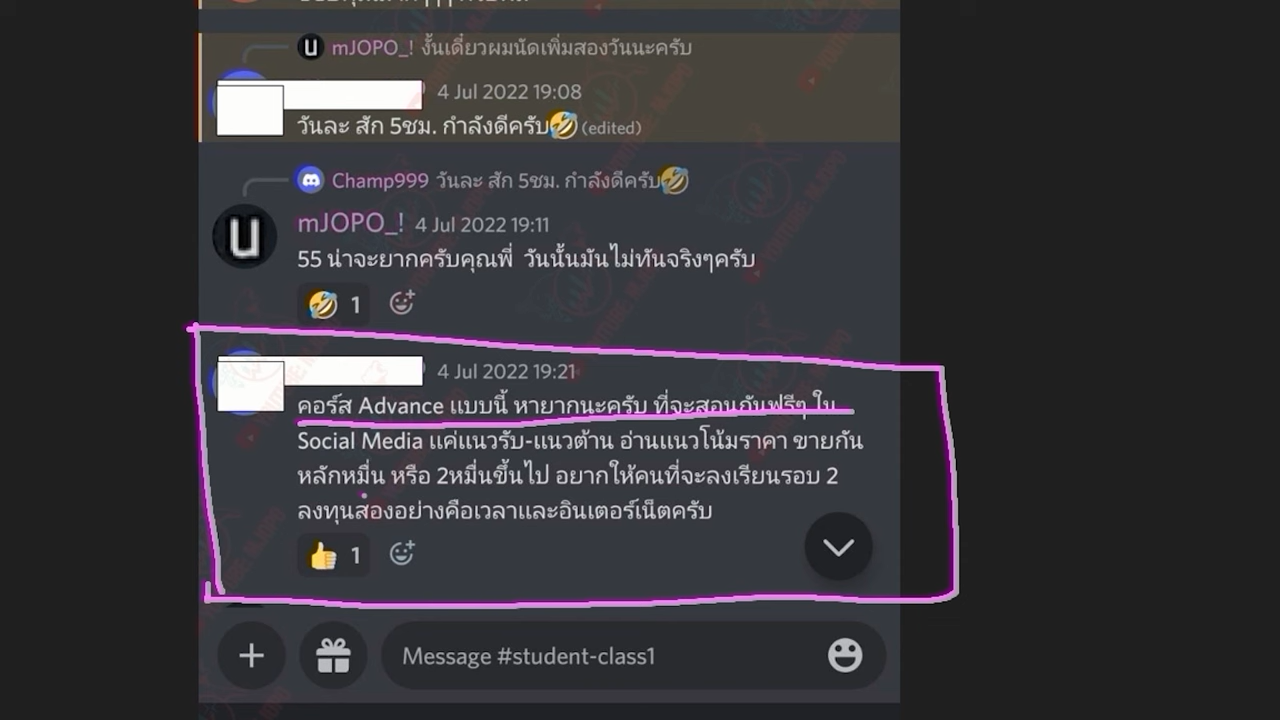 mJOPO_! งั้นเดี๋ยวผมนัดเพิ่มสองวันนะครับ
4 Jul 2022 19:08
วันละ สัก 5ชม. กำลังดีครับ🤣 (edited)
Champ999 วันละ สัก 5ชม. กำลังดีครับ🤣
mJOPO_! 4 Jul 2022 19:11
55 น่าจะยากครับคุณพี่ วันนั้นมันไม่ทันจริงๆครับ
🤣 1
4 Jul 2022 19:21
คอร์ส Advance แบบนี้ หายากนะครับ ที่จะสอนกันฟรีๆ ใน
Social Media แค่แนวรับ-แนวต้าน อ่านแนวโน้มราคา ขายกัน
หลักหมื่น หรือ 2หมื่นขึ้นไป อยากให้คนที่จะลงเรียนรอบ 2
ลงทุนสองอย่างคือเวลาและอินเตอร์เน็ตครับ
👍 1
Message #student-class1